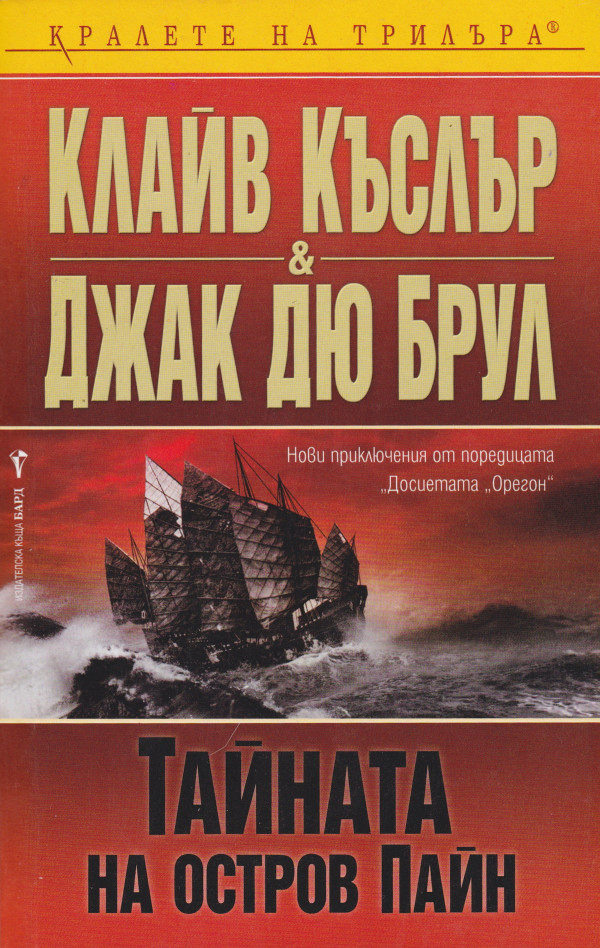 КРАЛЕТЕ НА ТРИЛЪРА®
КЛАЙВ КЪСЛЪР
&
ДЖАК ДЮ БРУЛ
Нови приключения от поредицата
„Досиетата „Орегон“
ИЗДАТЕЛСКА КЪЩА БАРД
ТАЙНАТА
НА ОСТРОВ ПАЙН